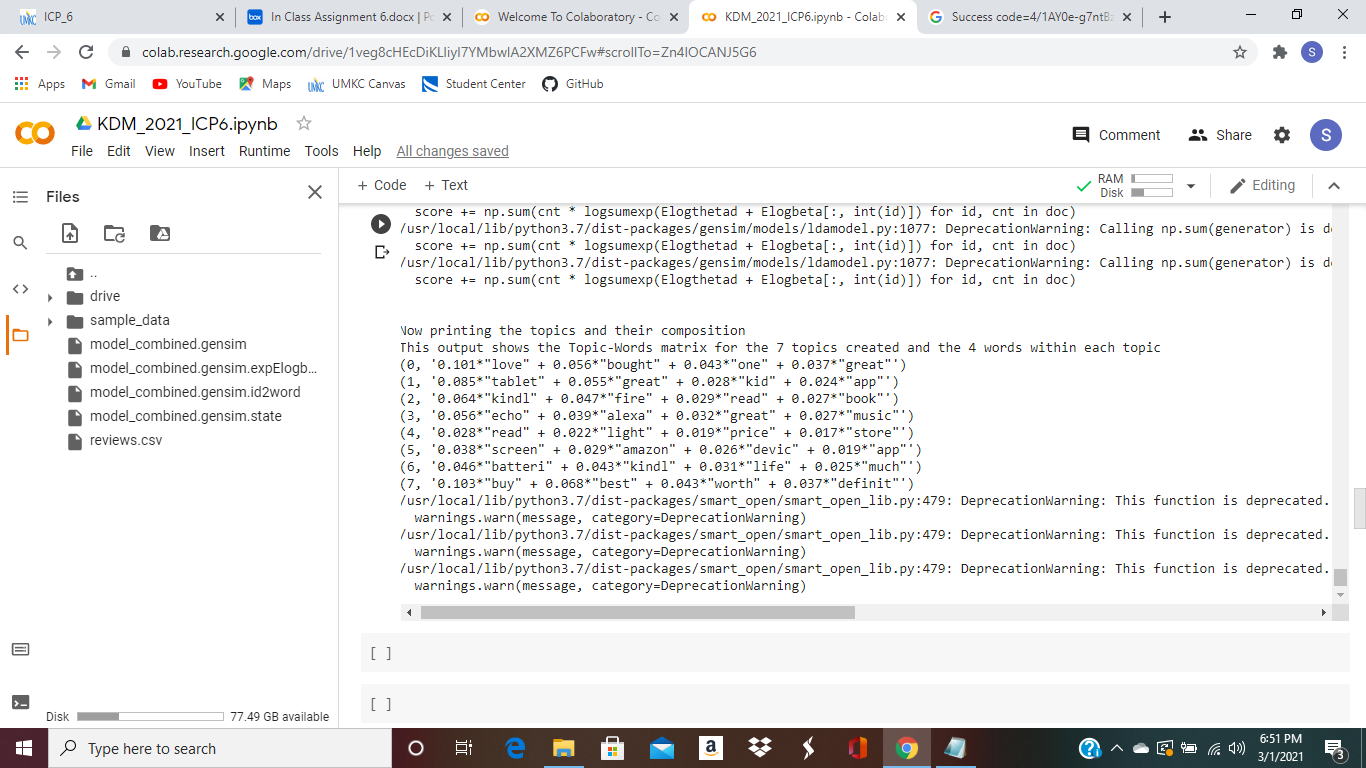 ICP_6
In Class Assignment 6.docx | Po
Welcome To Colaboratory - Co
KDM_2021_ICP6.ipynb - Colab
Success code=4/1AY0e-g7ntB
colab.research.google.com/drive/
Apps
Gmail
YouTube
Maps
UMKC Canvas
Student Center
GitHub
KDM_2021_ICP6.ipynb
Comment
Share
S
File Edit View Insert Runtime Tools Help All changes saved
Files
+ Code + Text
RAM
Disk
Editing
..
drive
sample_data
model_combined.gensim
model_combined.gensim.expElogb...
model_combined.gensim.id2word
model_combined.gensim.state
reviews.csv
score += np.sum(cnt * logsumexp(Elogthetad + Elogbeta[:, int(id)]) for id, cnt in doc)
/usr/local/lib/python3.7/dist-packages/gensim/models/ldamodel.py:1077: DeprecationWarning: Calling np.sum(generator) is d
score += np.sum(cnt * logsumexp(Elogthetad + Elogbeta[:, int(id)]) for id, cnt in doc)
/usr/local/lib/python3.7/dist-packages/gensim/models/ldamodel.py:1077: DeprecationWarning: Calling np.sum(generator) is d
score += np.sum(cnt * logsumexp(Elogthetad + Elogbeta[:, int(id)]) for id, cnt in doc)
Now printing the topics and their composition
This output shows the Topic-Words matrix for the 7 topics created and the 4 words within each topic
(0, '0.101*"love" + 0.056*"bought" + 0.043*"one" + 0.037*"great"')
(1, '0.085*"tablet" + 0.055*"great" + 0.028*"kid" + 0.024*"app"')
(2, '0.064*"kindl" + 0.047*"fire" + 0.029*"read" + 0.027*"book"')
(3, '0.056*"echo" + 0.039*"alexa" + 0.032*"great" + 0.027*"music"')
(4, '0.028*"read" + 0.022*"light" + 0.019*"price" + 0.017*"store"')
(5, '0.038*"screen" + 0.029*"amazon" + 0.026*"devic" + 0.019*"app"')
(6, '0.046*"batteri" + 0.043*"kindl" + 0.031*"life" + 0.025*"much"')
(7, '0.103*"buy" + 0.068*"best" + 0.043*"worth" + 0.037*"definit"')
/usr/local/lib/python3.7/dist-packages/smart_open/smart_open_lib.py:479: DeprecationWarning: This function is deprecated.
warnings.warn(message, category=DeprecationWarning)
/usr/local/lib/python3.7/dist-packages/smart_open/smart_open_lib.py:479: DeprecationWarning: This function is deprecated.
warnings.warn(message, category=DeprecationWarning)
/usr/local/lib/python3.7/dist-packages/smart_open/smart_open_lib.py:479: DeprecationWarning: This function is deprecated.
warnings.warn(message, category=DeprecationWarning)
[ ]
[ ]
Disk 77.49 GB available
Type here to search
6:51 PM
3/1/2021
3